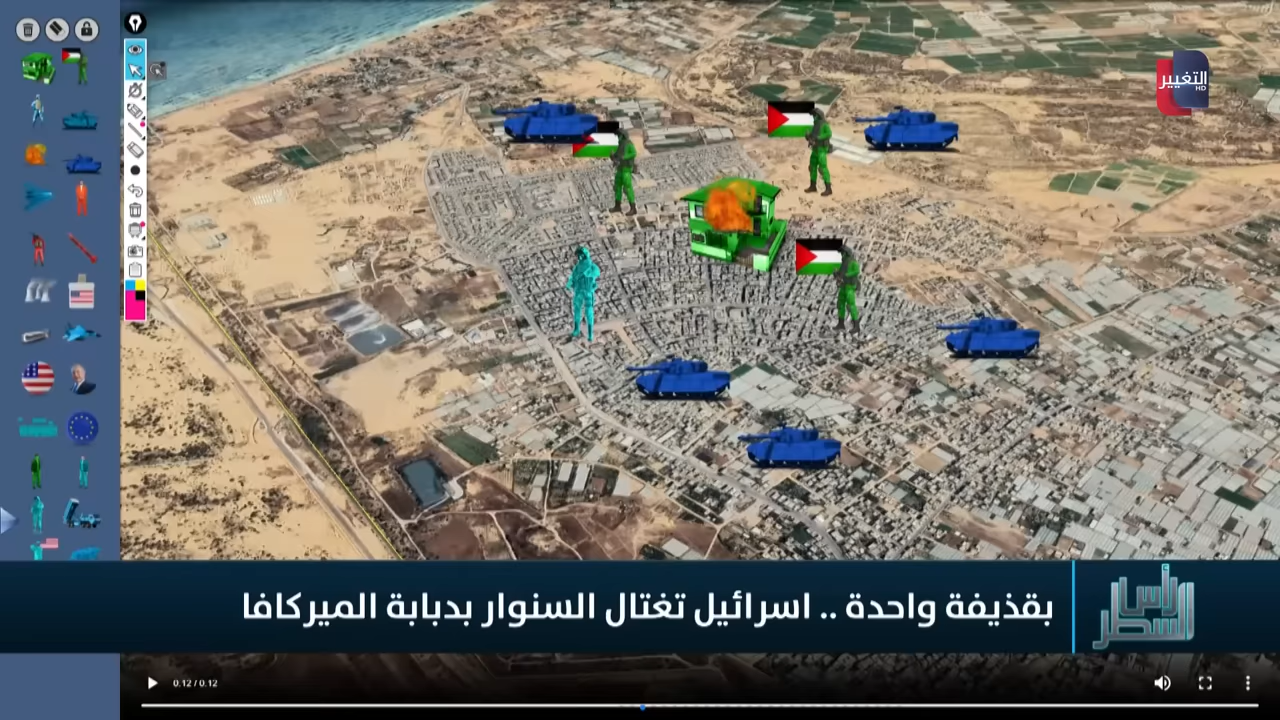 التغيير
HD
بقذيفة واحدة .. اسرائيل تغتال السنوار بدبابة الميركافا
رأس
السطر
0:12 / 0:12